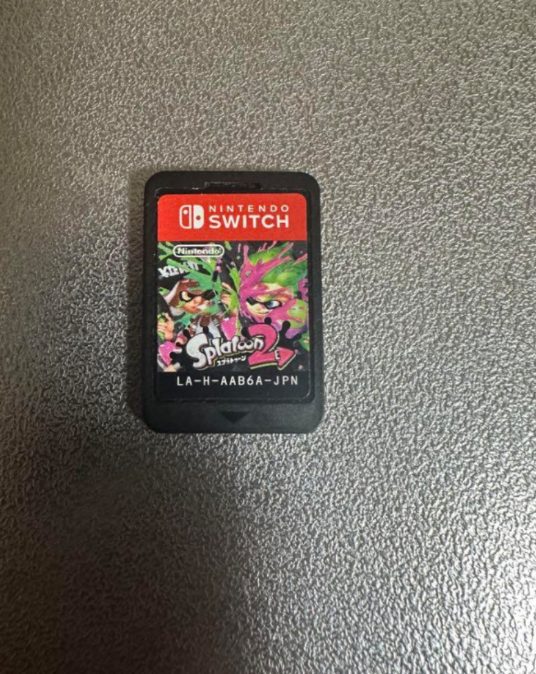 NINTENDO
SWITCH
Nintendo
Splatoon 2
スプラトゥーン
LA-H-AAB6A-JPN